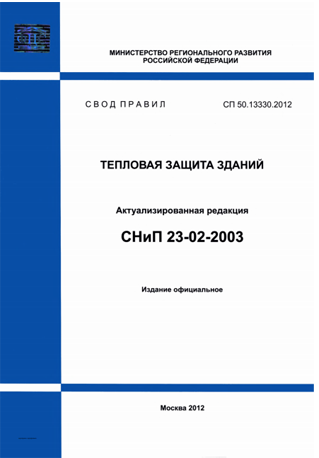 МИНИСТЕРСТВО РЕГИОНАЛЬНОГО РАЗВИТИЯ
РОССИЙСКОЙ ФЕДЕРАЦИИ
СВОД ПРАВИЛ СП 50.13330.2012
ТЕПЛОВАЯ ЗАЩИТА ЗДАНИЙ
Актуализированная редакция
СНиП 23-02-2003
Издание официальное
Москва 2012